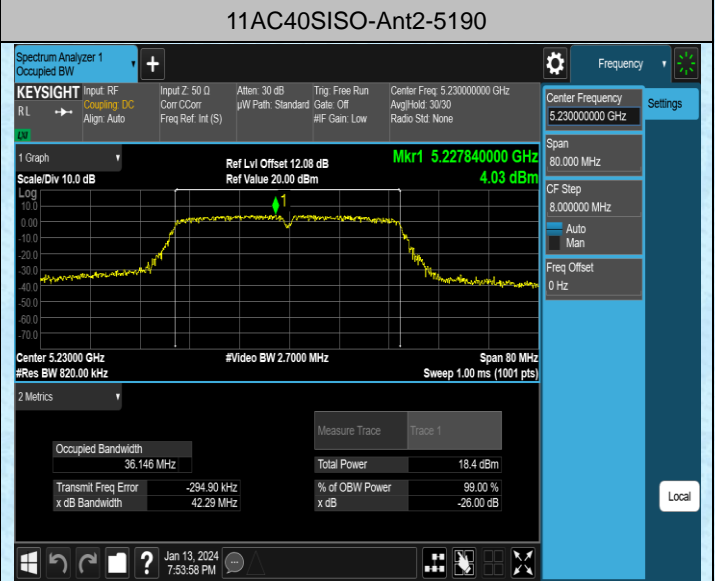 11AC40SISO-Ant2-5190
Spectrum Analyzer 1
Occupied BW
+
Frequency
KEYSIGHT Input: RF Input Z: 50 Ω Atten: 30 dB Trig: Free Run Center Freq: 5.230000000 GHz
RL Coupling: DC Corr CCorr µW Path: Standard Gate: Off Avg|Hold: 30/30
Align: Auto Freq Ref: Int (S) #IF Gain: Low Radio Std: None
LXI
Center Frequency
5.230000000 GHz
Settings
Span
80.000 MHz
CF Step
8.000000 MHz
Auto
Man
Freq Offset
0 Hz
1 Graph
Ref Lvl Offset 12.08 dB
Mkr1 5.227840000 GHz
Scale/Div 10.0 dB
Ref Value 20.00 dBm
4.03 dBm
Log
10.0
0.00
-10.0
-20.0
-30.0
-40.0
-50.0
-60.0
-70.0
1
Center 5.23000 GHz #Video BW 2.7000 MHz Span 80 MHz
#Res BW 820.00 kHz Sweep 1.00 ms (1001 pts)
2 Metrics
Measure Trace Trace 1
Occupied Bandwidth
36.146 MHz
Total Power 18.4 dBm
Transmit Freq Error -294.90 kHz % of OBW Power 99.00 %
x dB Bandwidth 42.29 MHz x dB -26.00 dB
Local
?
Jan 13, 2024
7:53:58 PM